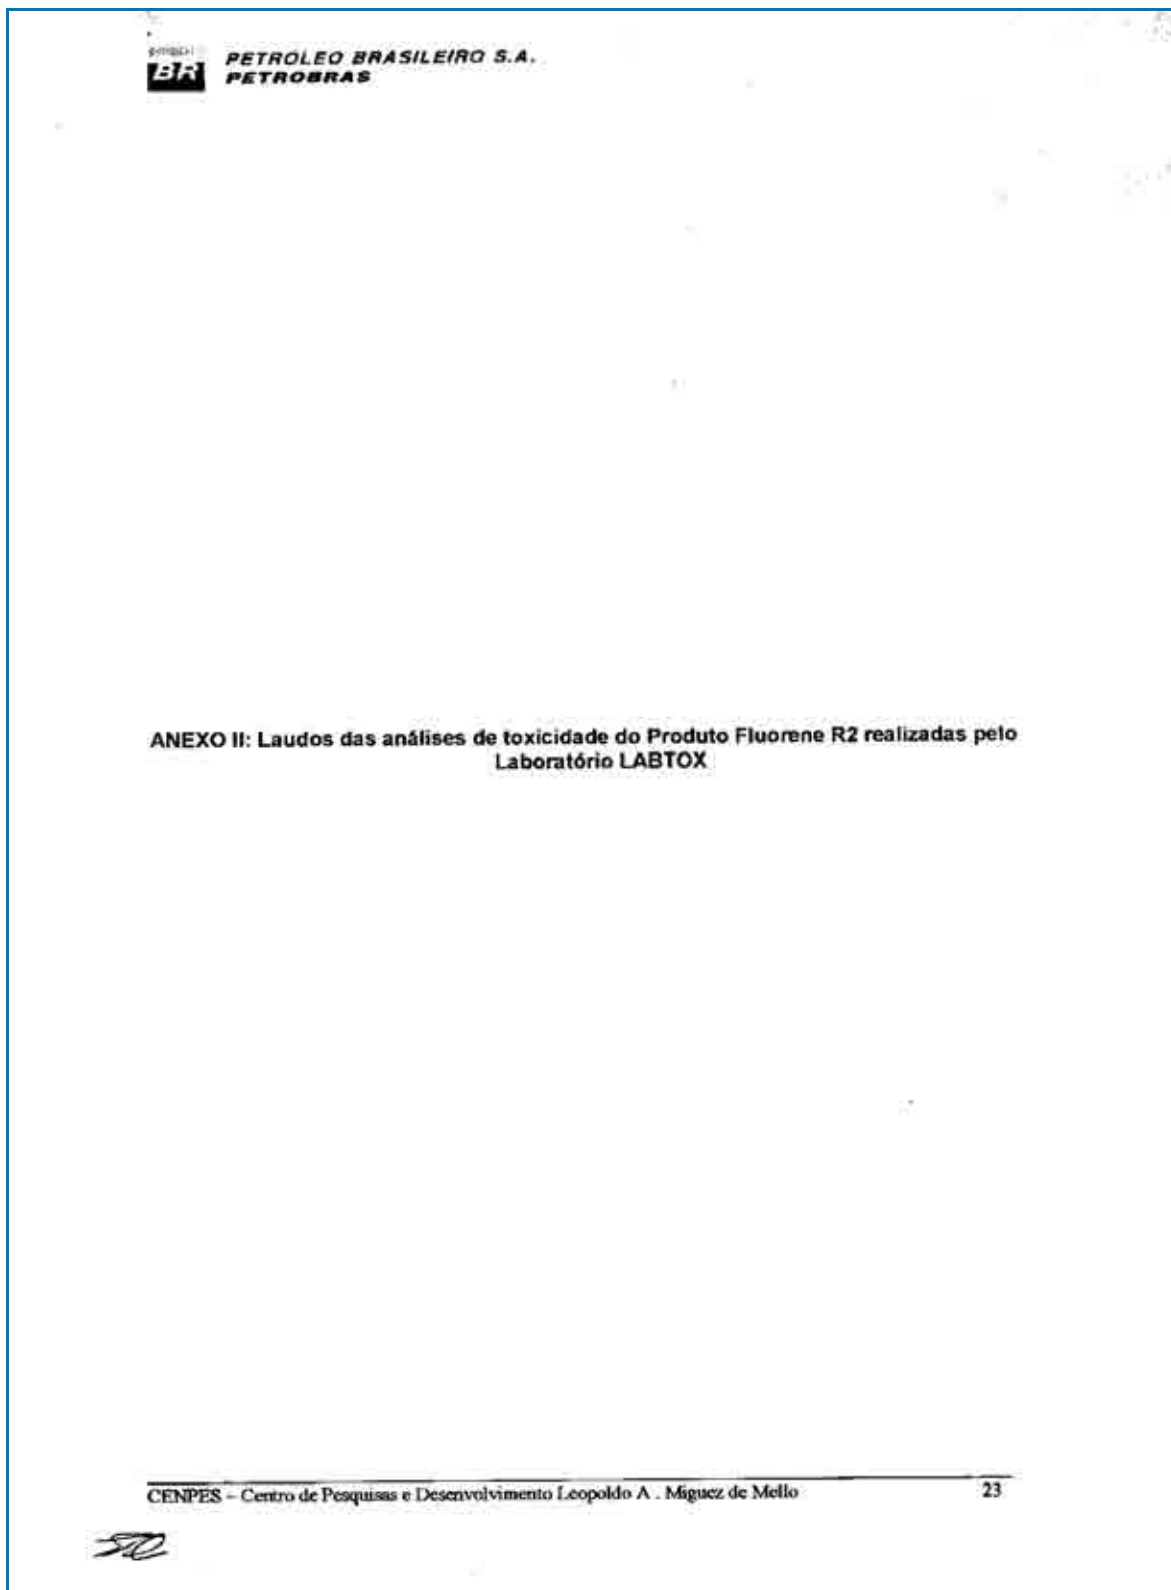 BR
PETROLEO BRASILEIRO S.A.
PETROBRAS
ANEXO II: Laudos das análises de toxicidade do Produto Fluorene R2 realizadas pelo
Laboratório LABTOX
CENPES – Centro de Pesquisas e Desenvolvimento Leopoldo A . Miguez de Mello 23